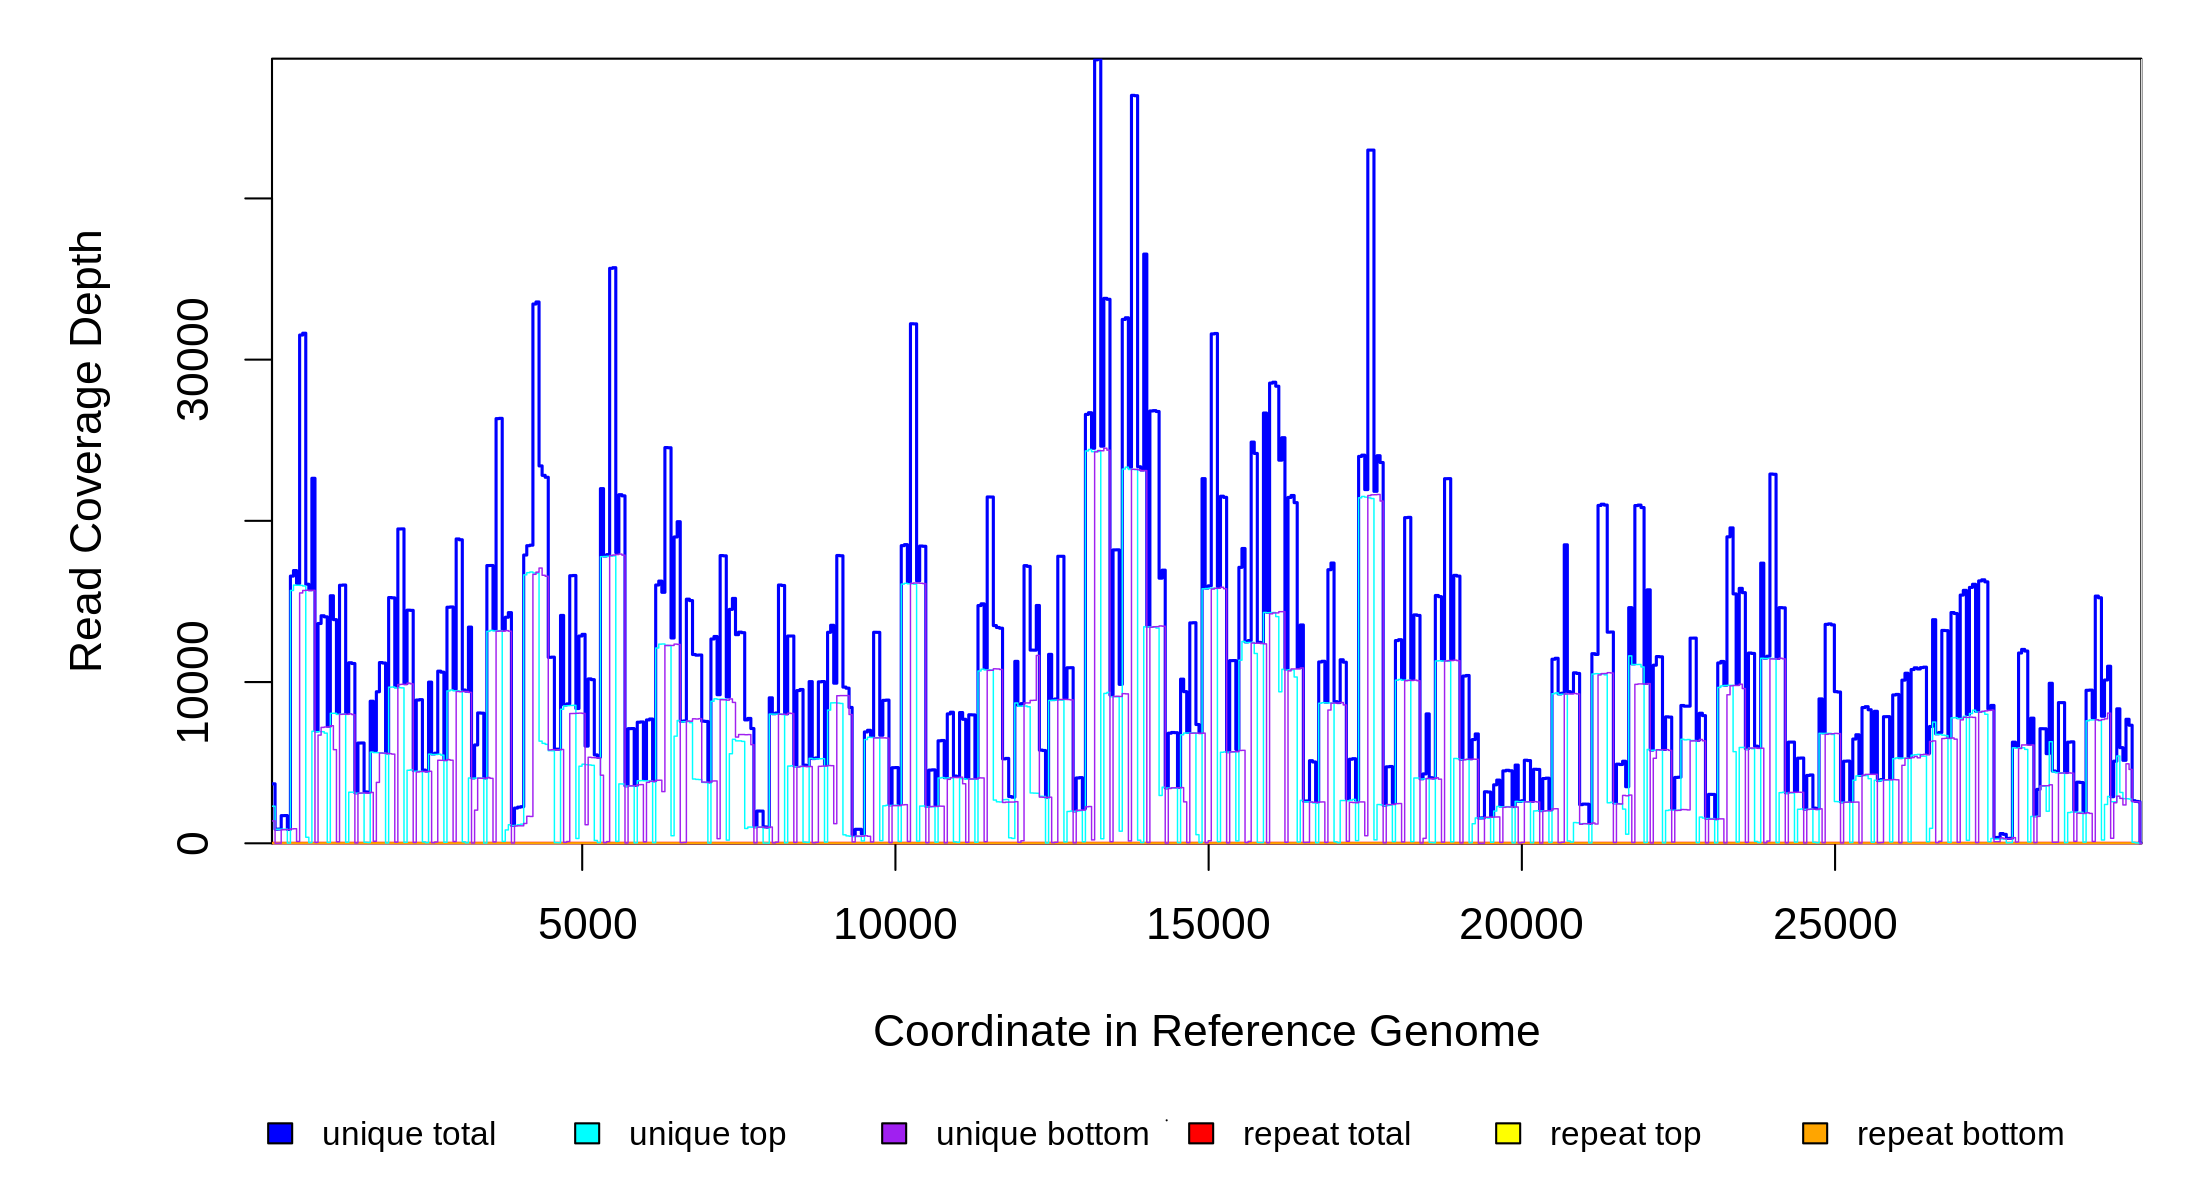 Read Coverage Depth
30000
10000
0
5000 10000 15000 20000 25000
Coordinate in Reference Genome
unique total unique top unique bottom repeat total repeat top repeat bottom